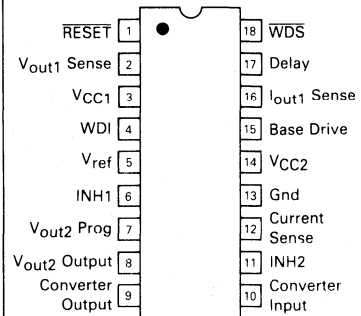 RESET 1 18 WDS
Vout1 Sense 2 17 Delay
VCC1 3 16 Iout1 Sense
WDI 4 15 Base Drive
Vref 5 14 VCC2
INH1 6 13 Gnd
Vout2 Prog 7 12 Current Sense
Vout2 Output 8 11 INH2
Converter Output 9 10 Converter Input